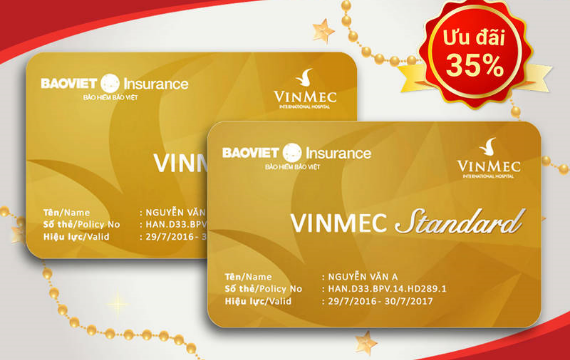 Ưu đãi
35%
BAOVIET Insurance
BẢO HIỂM BẢO VIỆT
VINMEC
INTERNATIONAL HOSPITAL
VINM
Tên/Name : NGUYỄN VĂN
Số thẻ/Policy No : HAN.D33.BPV.
Hiệu lực/Valid : 29/7/2016 - 3
BAOVIET Insurance
BẢO HIỂM BẢO VIỆT
VINMEC
INTERNATIONAL HOSPITAL
VINMEC Standard
Tên/Name : NGUYỄN VĂN A
Số thẻ/Policy No : HAN.D33.BPV.14.HD289.1
Hiệu lực/Valid : 29/7/2016 - 30/7/2017